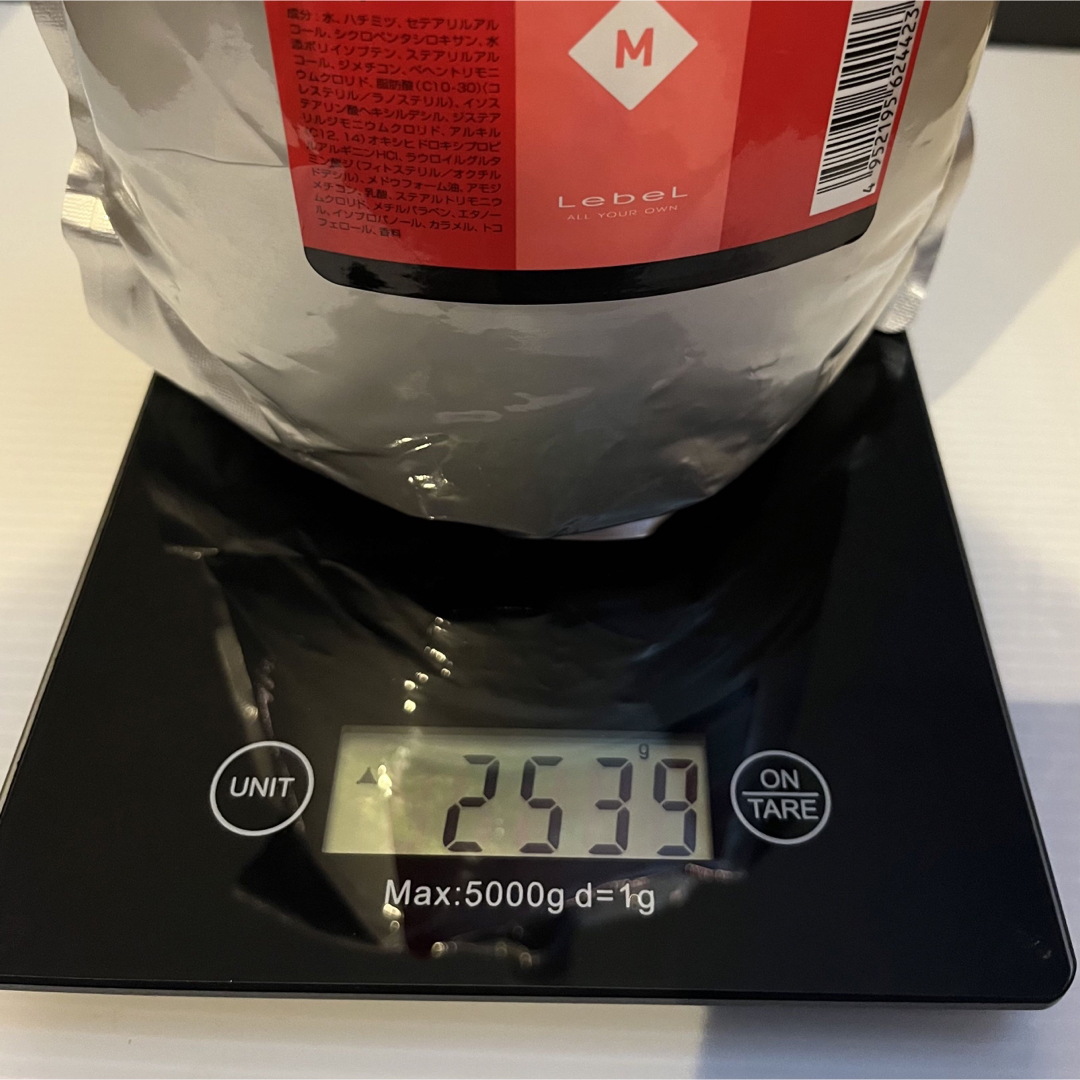 成分:水、ハチミツ、セテアリルアル
コール、シクロペンタシロキサン、水
添ポリイソブテン、ステアリルアル
コール、ジメチコン、ベヘントリモニ
ウムクロリド、脂肪酸(C10-30)(コ
レステリル/ラノステリル)、イソス
テアリン酸ヘキシルデシル、ジステア
リルジモニウムクロリド、アルキル
(C12,14)オキシヒドロキシプロピ
ルアルギニンHCl、ラウロイルグルタ
ミン酸ジ(フィトステリル/オクチル
ドデシル)、メドウフォーム油、アモジ
メチコン、乳酸、ステアルトリモニウ
ムクロリド、メチルパラベン、エタノー
ル、イソプロパノール、カラメル、トコ
フェロール、香料
M
LebeL
ALL YOUR OWN
4 952195 624423
UNIT
2539
g
ON
TARE
Max:5000g d=1g